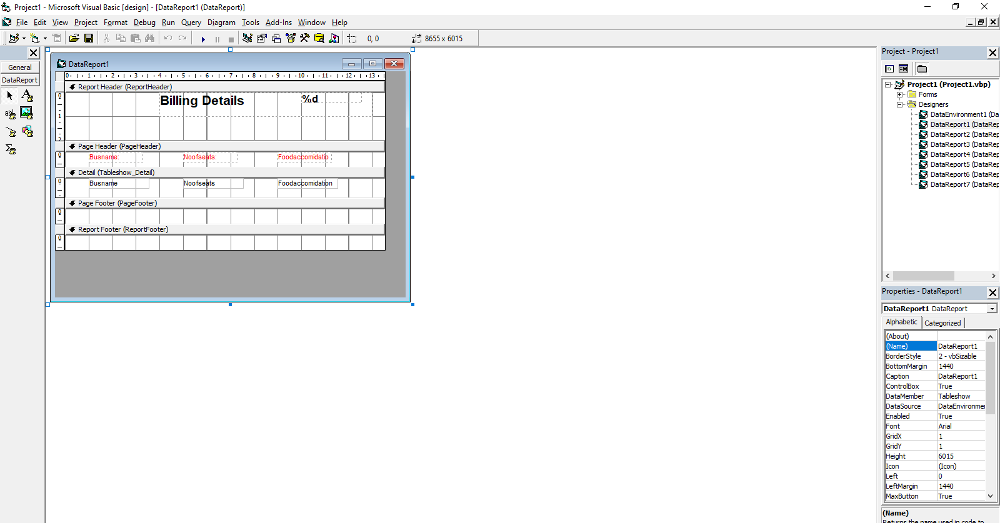 Project1 - Microsoft Visual Basic [design] - [DataReport1 (DataReport)]
File Edit View Project Format Debug Run Query Diagram Tools Add-Ins Window Help
0, 0 8655 x 6015
General
DataReport
DataReport1
0 1 2 3 4 5 6 7 8 9 10 11 12 13
Report Header (ReportHeader)
0
Billing Details %d
1
Page Header (PageHeader)
0
Busname: Noofseats: Foodaccomidatio
Detail (Tableshow_Detail)
0
Busname Noofseats Foodaccomidation
Page Footer (PageFooter)
0
Report Footer (ReportFooter)
0
Project - Project1
Project1 (Project1.vbp)
Forms
Designers
DataEnvironment1 (Da
DataReport1 (DataRep
DataReport2 (DataRep
DataReport3 (DataRep
DataReport4 (DataRep
DataReport5 (DataRep
DataReport6 (DataRep
DataReport7 (DataRep
Properties - DataReport1
DataReport1 DataReport
Alphabetic Categorized
(About)
(Name) DataReport1
BorderStyle 2 - vbSizable
BottomMargin 1440
Caption DataReport1
ControlBox True
DataMember Tableshow
DataSource DataEnvironmen
Enabled True
Font Arial
GridX 1
GridY 1
Height 6015
Icon (Icon)
Left 0
LeftMargin 1440
MaxButton True
(Name)
Returns the name used in code to